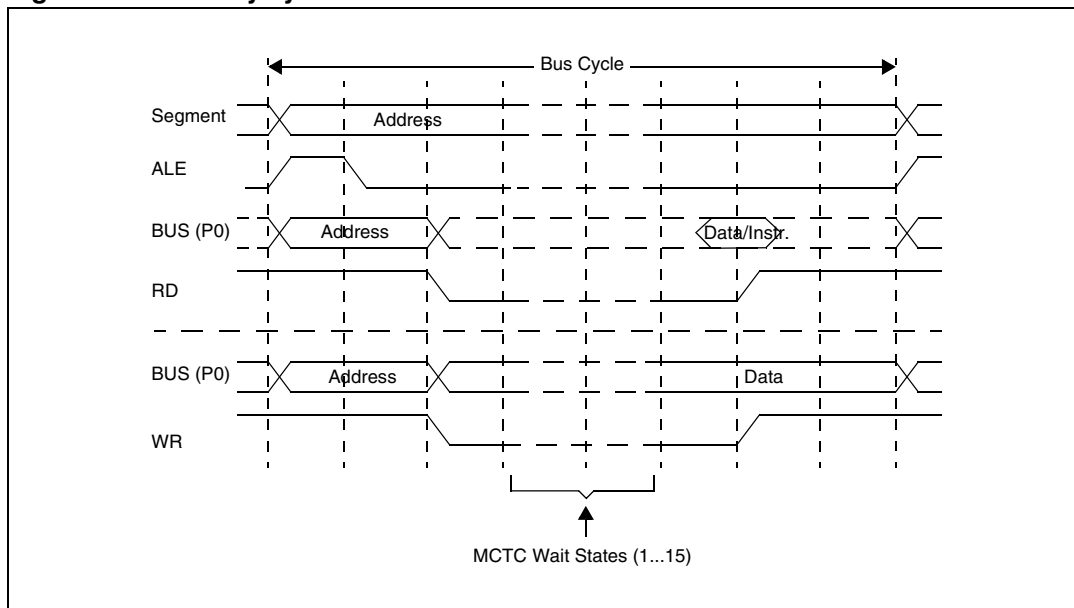 Bus Cycle
Segment
Address
ALE
BUS (P0)
Address
Data/Instr.
RD
BUS (P0)
Address
Data
WR
MCTC Wait States (1...15)